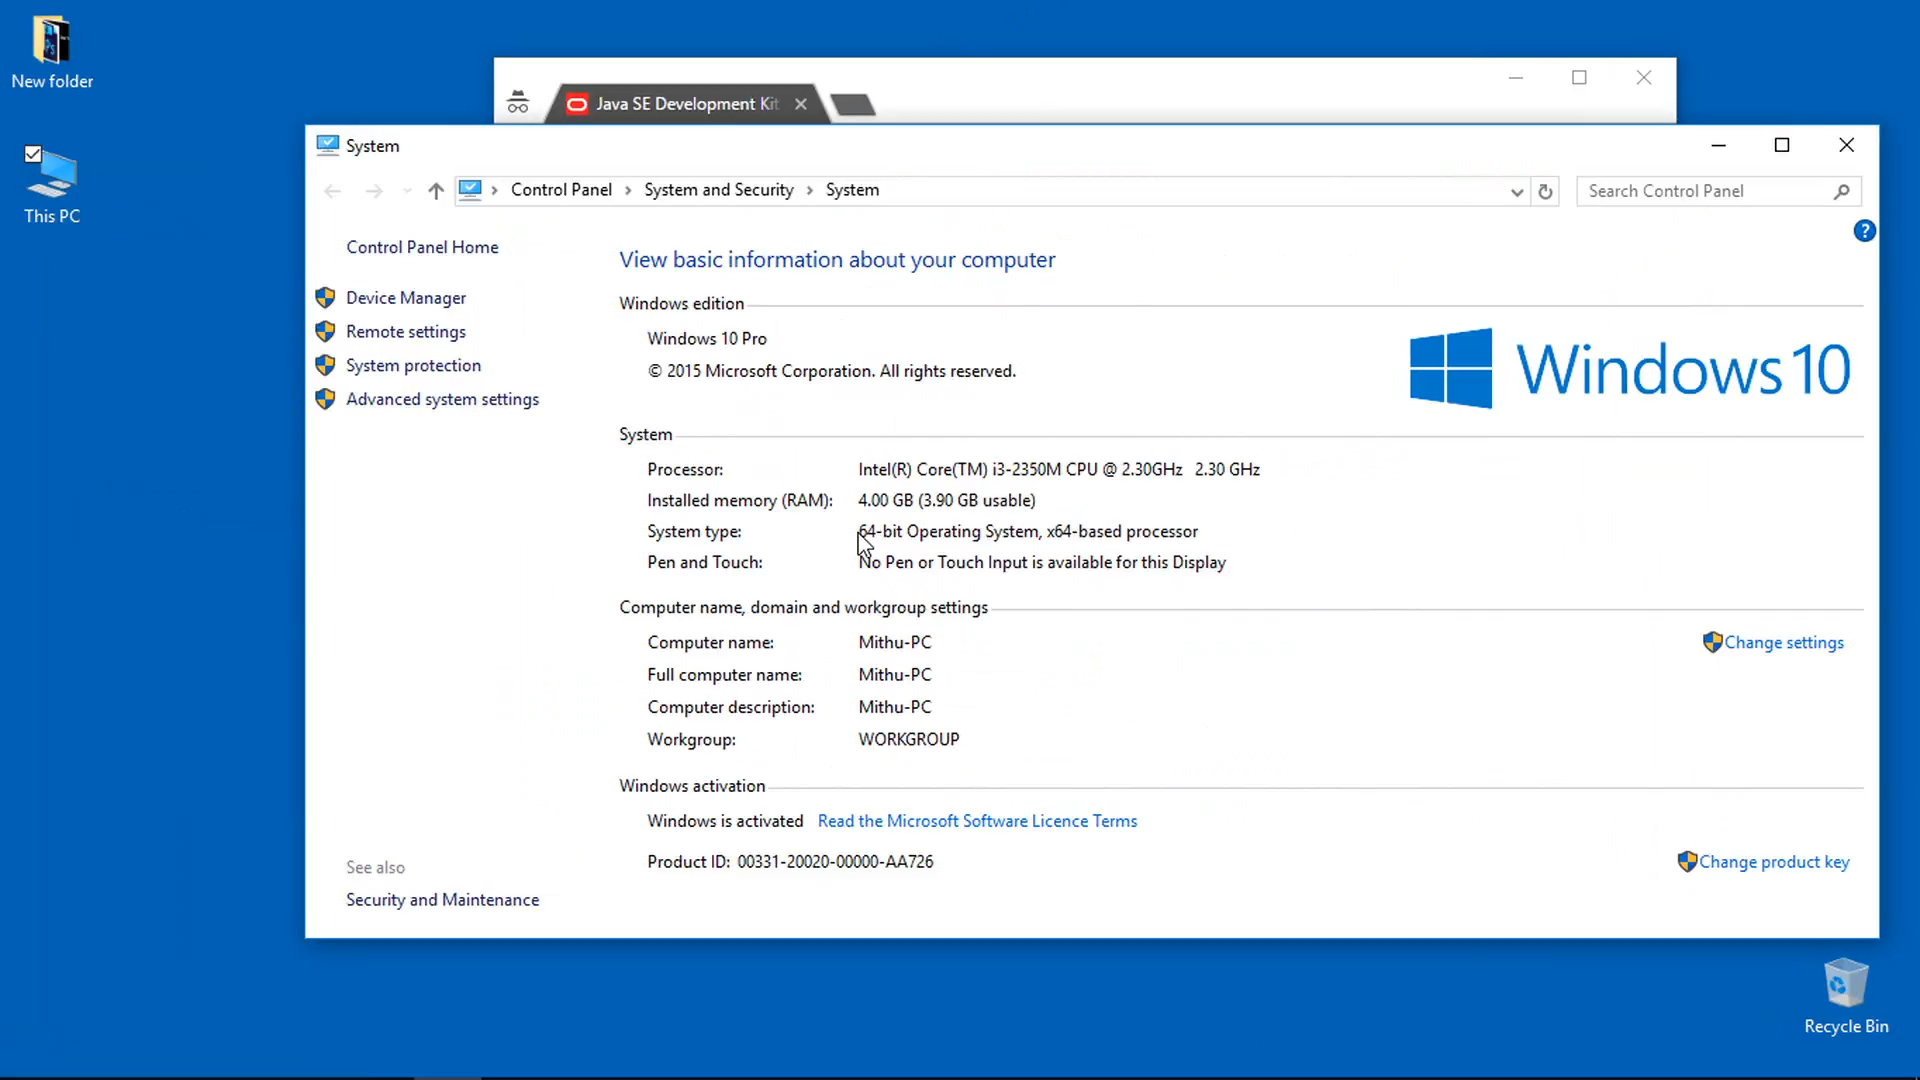 New folder
Java SE Development Kit
System
This PC
Control Panel > System and Security > System
Search Control Panel
Control Panel Home
Device Manager
Remote settings
System protection
Advanced system settings
See also
Security and Maintenance
View basic information about your computer
Windows edition
Windows 10 Pro
© 2015 Microsoft Corporation. All rights reserved.
Windows 10
System
Processor: Intel(R) Core(TM) i3-2350M CPU @ 2.30GHz 2.30 GHz
Installed memory (RAM): 4.00 GB (3.90 GB usable)
System type: 64-bit Operating System, x64-based processor
Pen and Touch: No Pen or Touch Input is available for this Display
Computer name, domain and workgroup settings
Computer name: Mithu-PC
Change settings
Full computer name: Mithu-PC
Computer description: Mithu-PC
Workgroup: WORKGROUP
Windows activation
Windows is activated Read the Microsoft Software Licence Terms
Product ID: 00331-20020-00000-AA726
Change product key
Recycle Bin